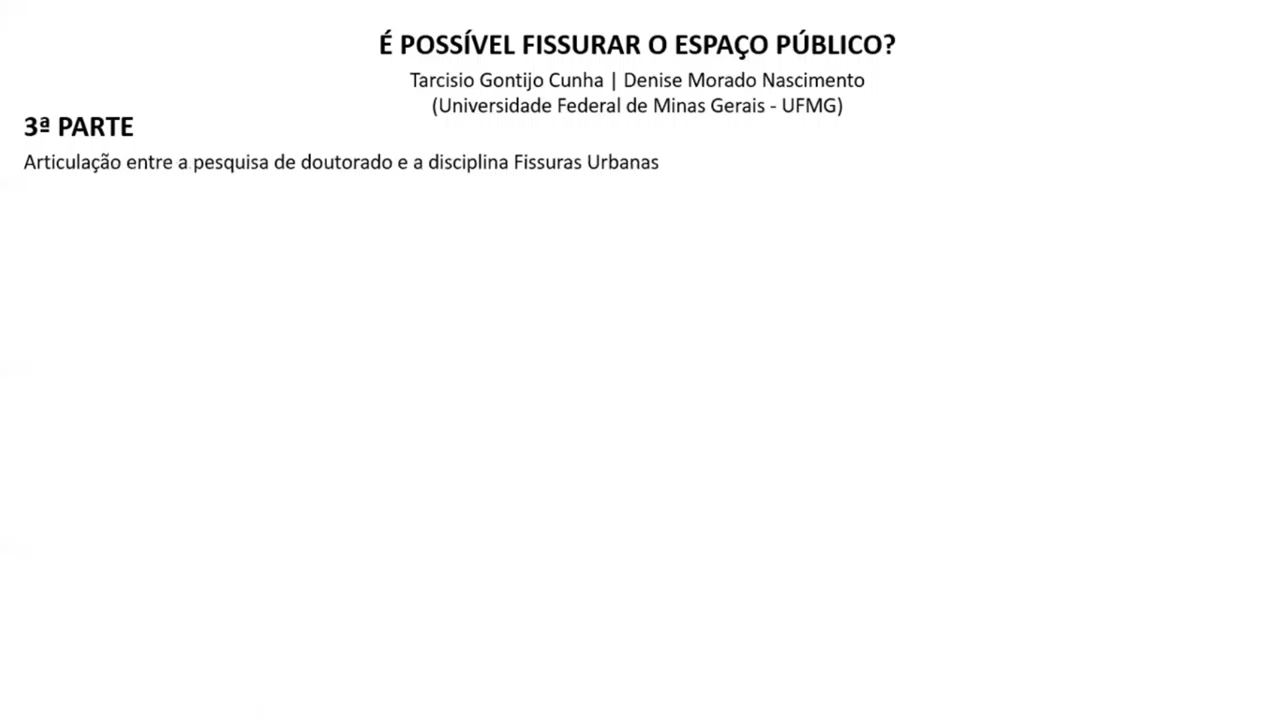 É POSSÍVEL FISSURAR O ESPAÇO PÚBLICO?
Tarcisio Gontijo Cunha | Denise Morado Nascimento
(Universidade Federal de Minas Gerais - UFMG)
3ª PARTE
Articulação entre a pesquisa de doutorado e a disciplina Fissuras Urbanas